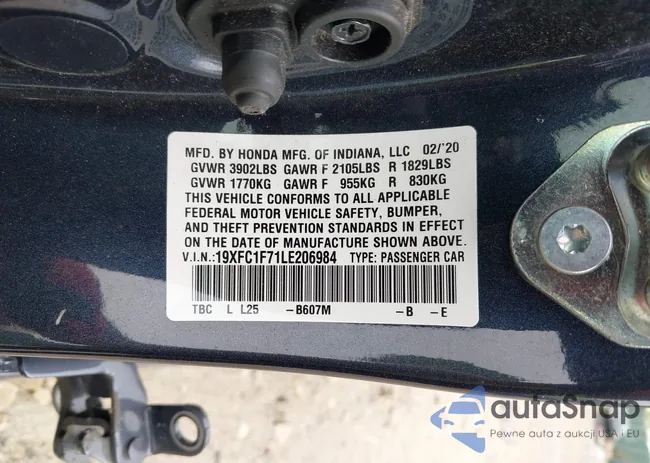 MFD. BY HONDA MFG. OF INDIANA, LLC 02/'20
GVWR 3902LBS GAWR F 2105LBS R 1829LBS
GVWR 1770KG GAWR F 955KG R 830KG
THIS VEHICLE CONFORMS TO ALL APPLICABLE
FEDERAL MOTOR VEHICLE SAFETY, BUMPER,
AND THEFT PREVENTION STANDARDS IN EFFECT
ON THE DATE OF MANUFACTURE SHOWN ABOVE.
V.I.N.:19XFC1F71LE206984 TYPE: PASSENGER CAR
TBC L L25 -B607M -B -E
autoSnap
Pewne auta z aukcji USA i EU